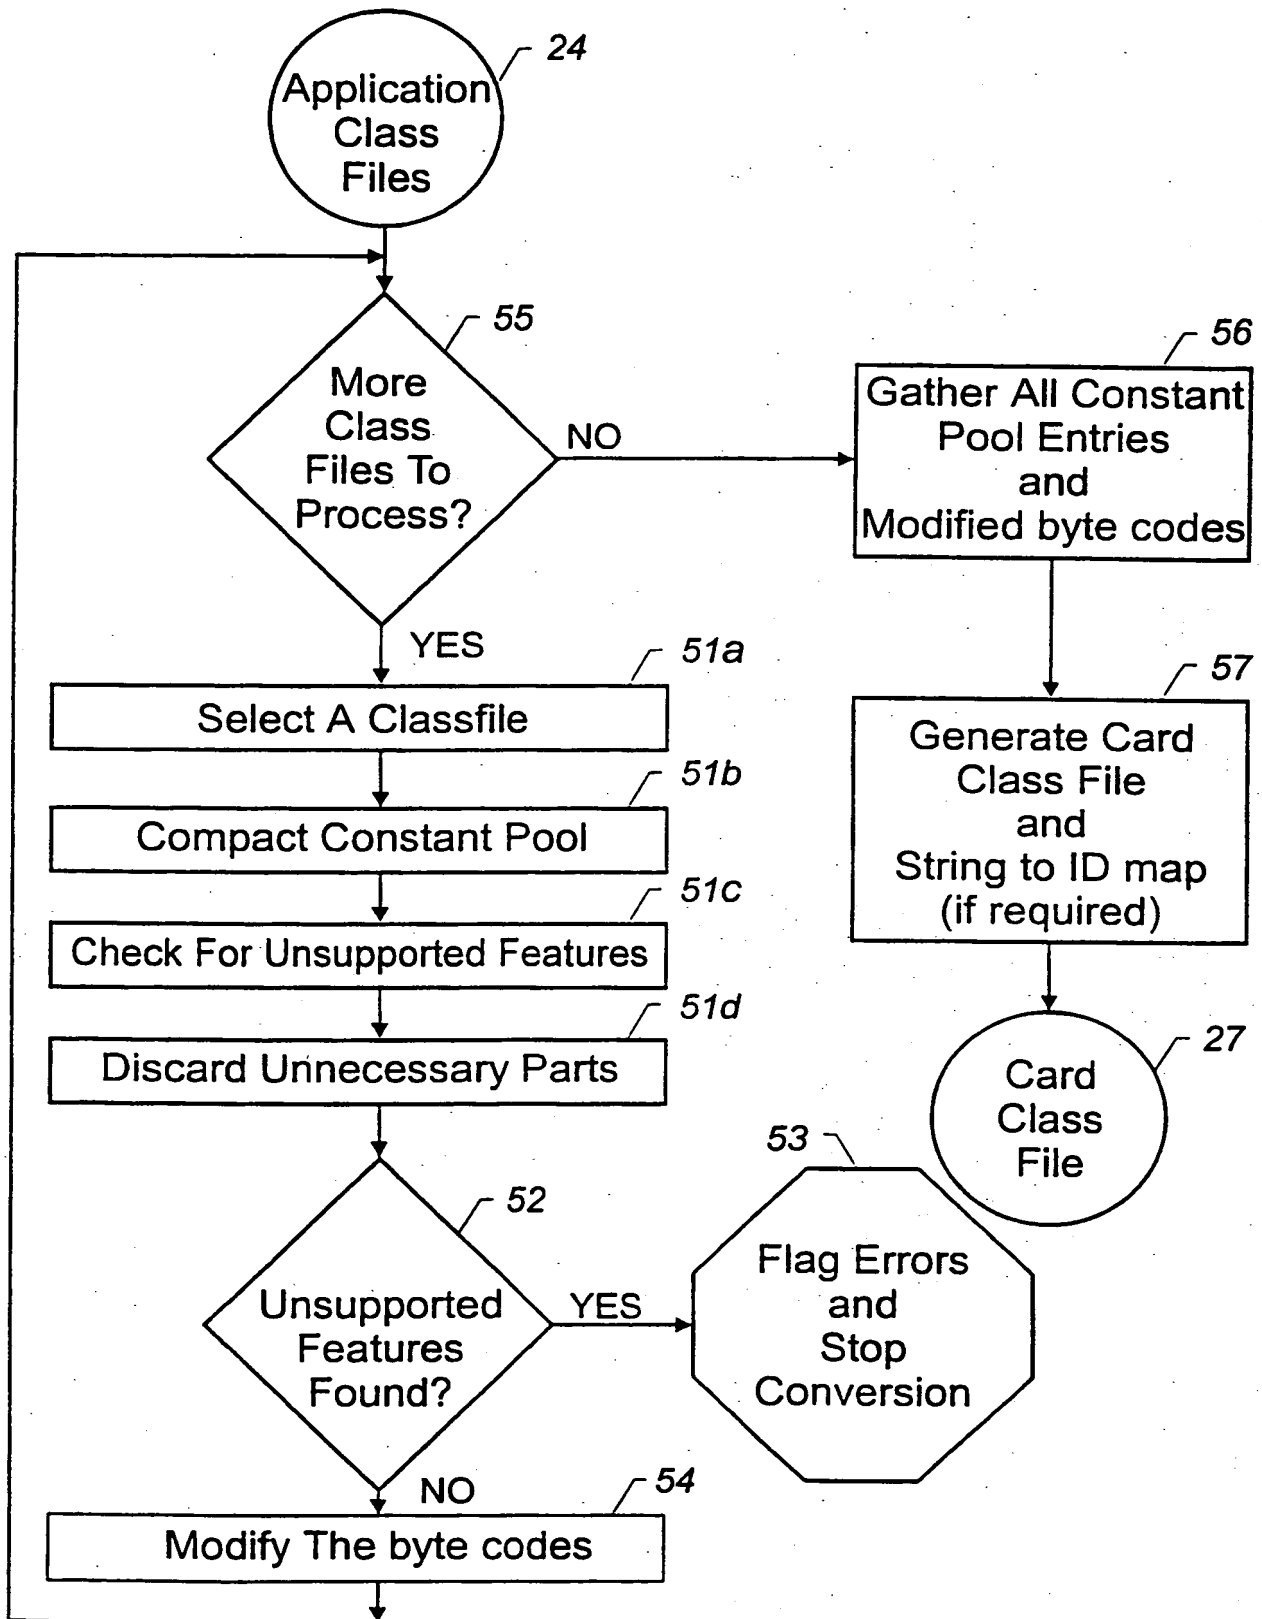 24
Application
Class
Files
55
More
Class
Files To
Process?
NO
YES
56
Gather All Constant
Pool Entries
and
Modified byte codes
51a
Select A Classfile
57
Generate Card
Class File
and
String to ID map
(if required)
51b
Compact Constant Pool
51c
Check For Unsupported Features
51d
Discard Unnecessary Parts
27
Card
Class
File
52
Unsupported
Features
Found?
YES
NO
53
Flag Errors
and
Stop
Conversion
54
Modify The byte codes